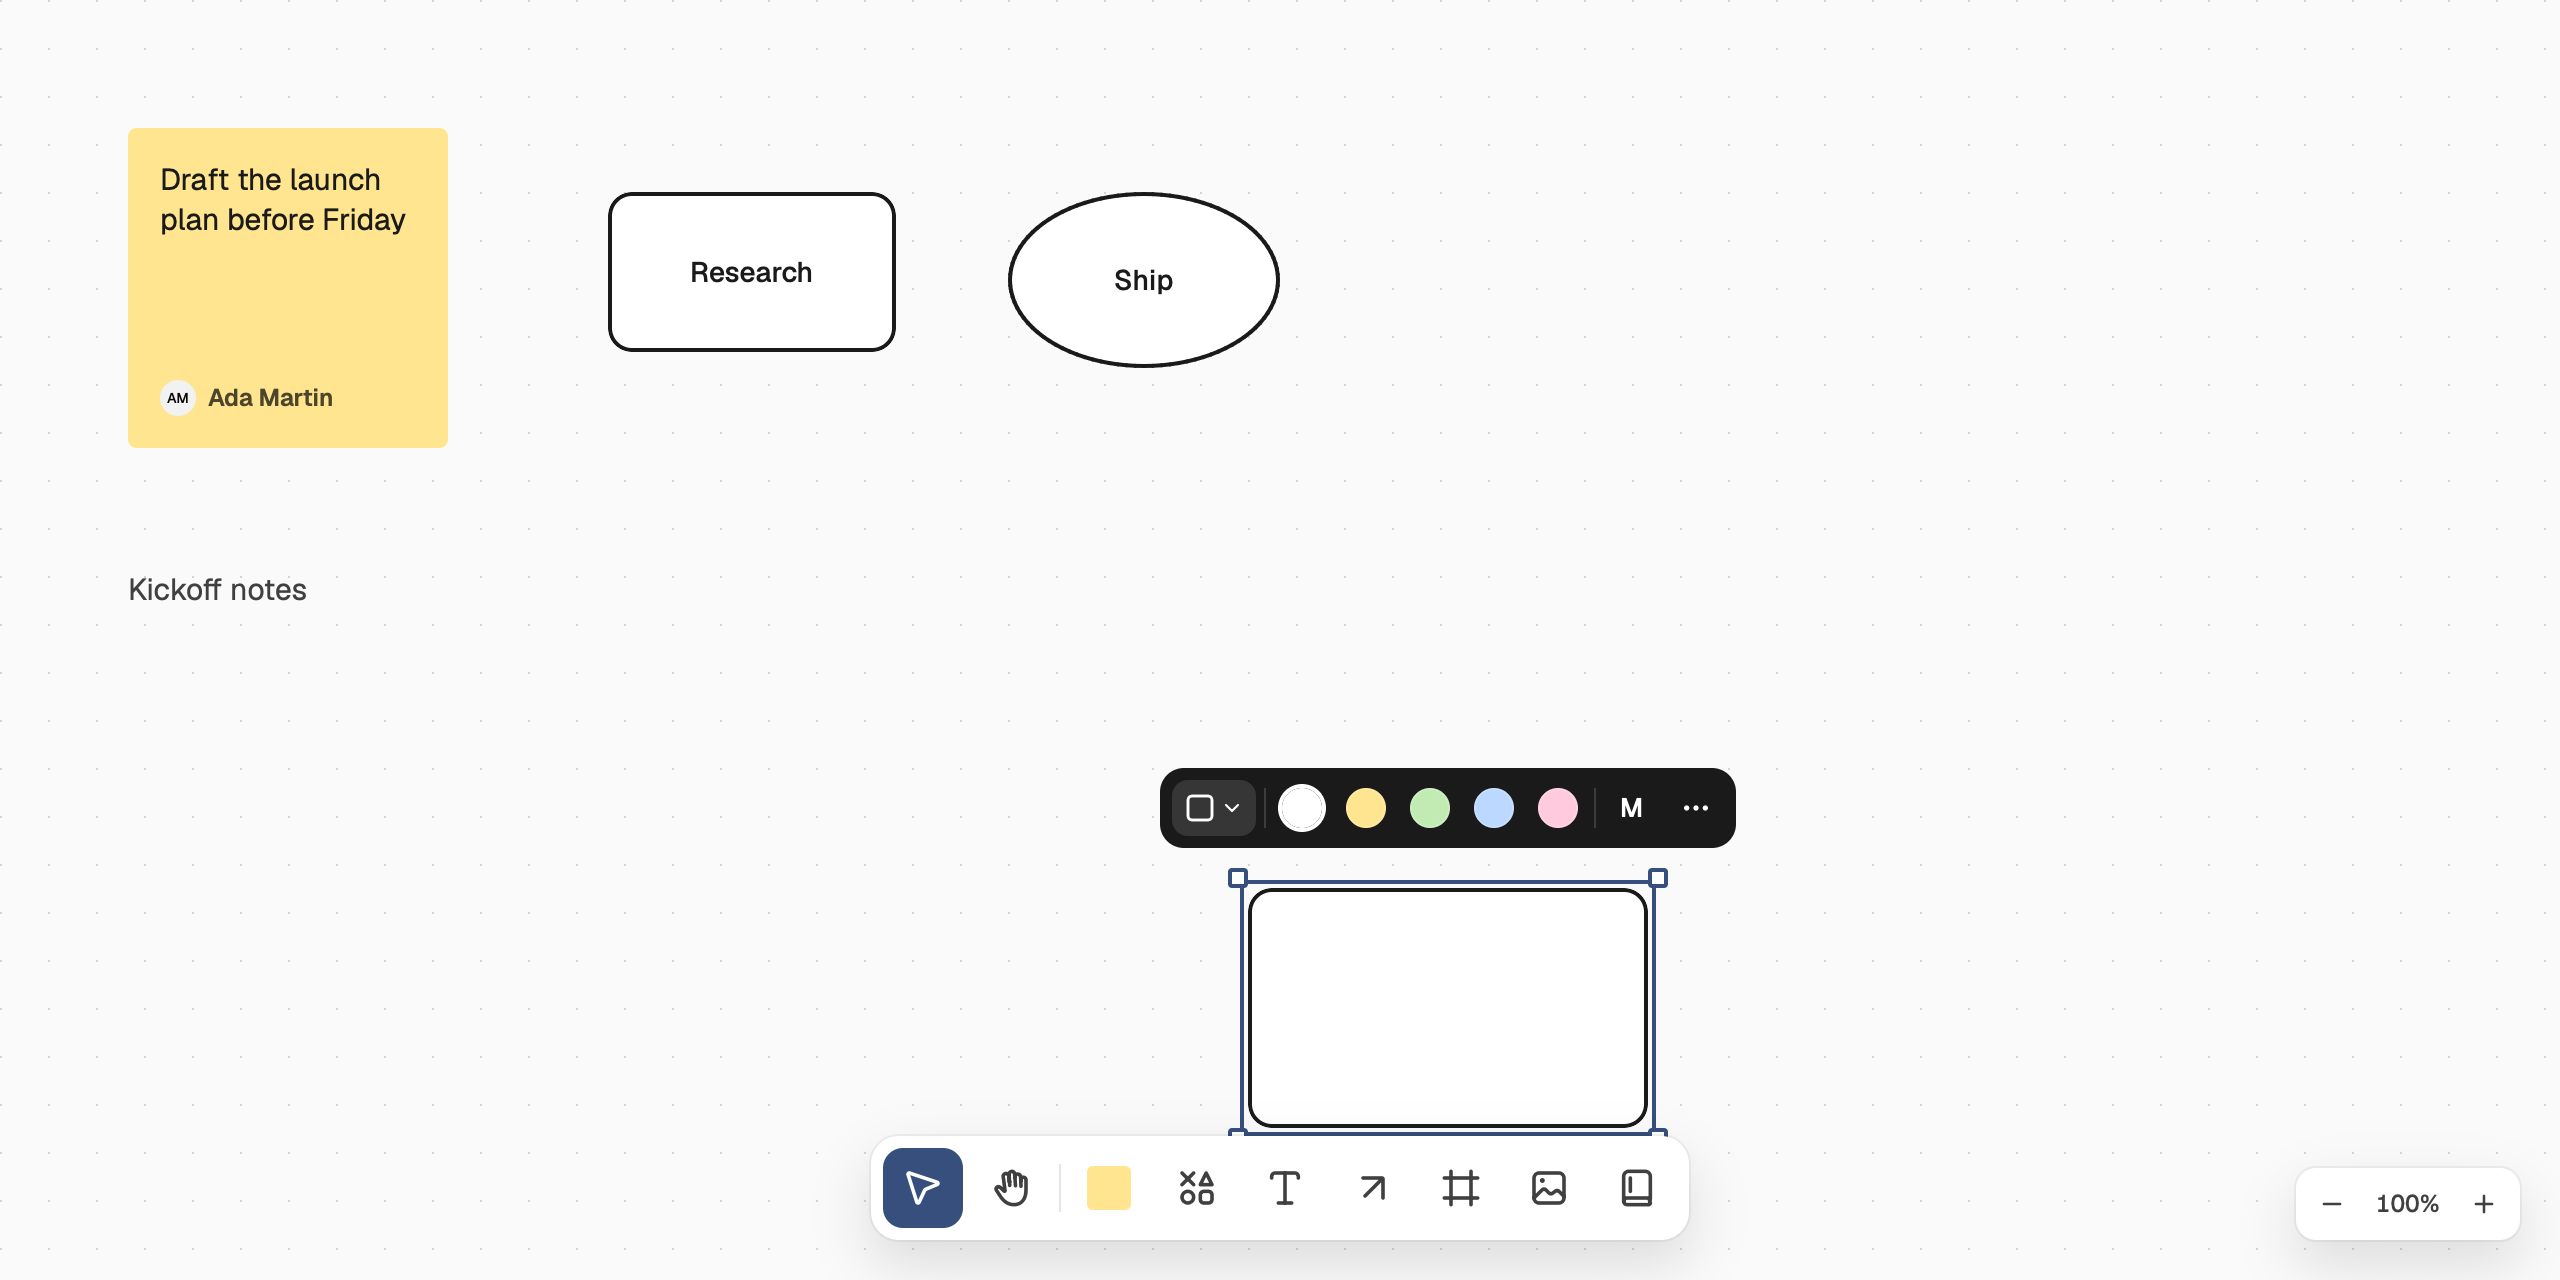 Draft the launch
plan before Friday
AM Ada Martin
Research
Ship
Kickoff notes
M
100%